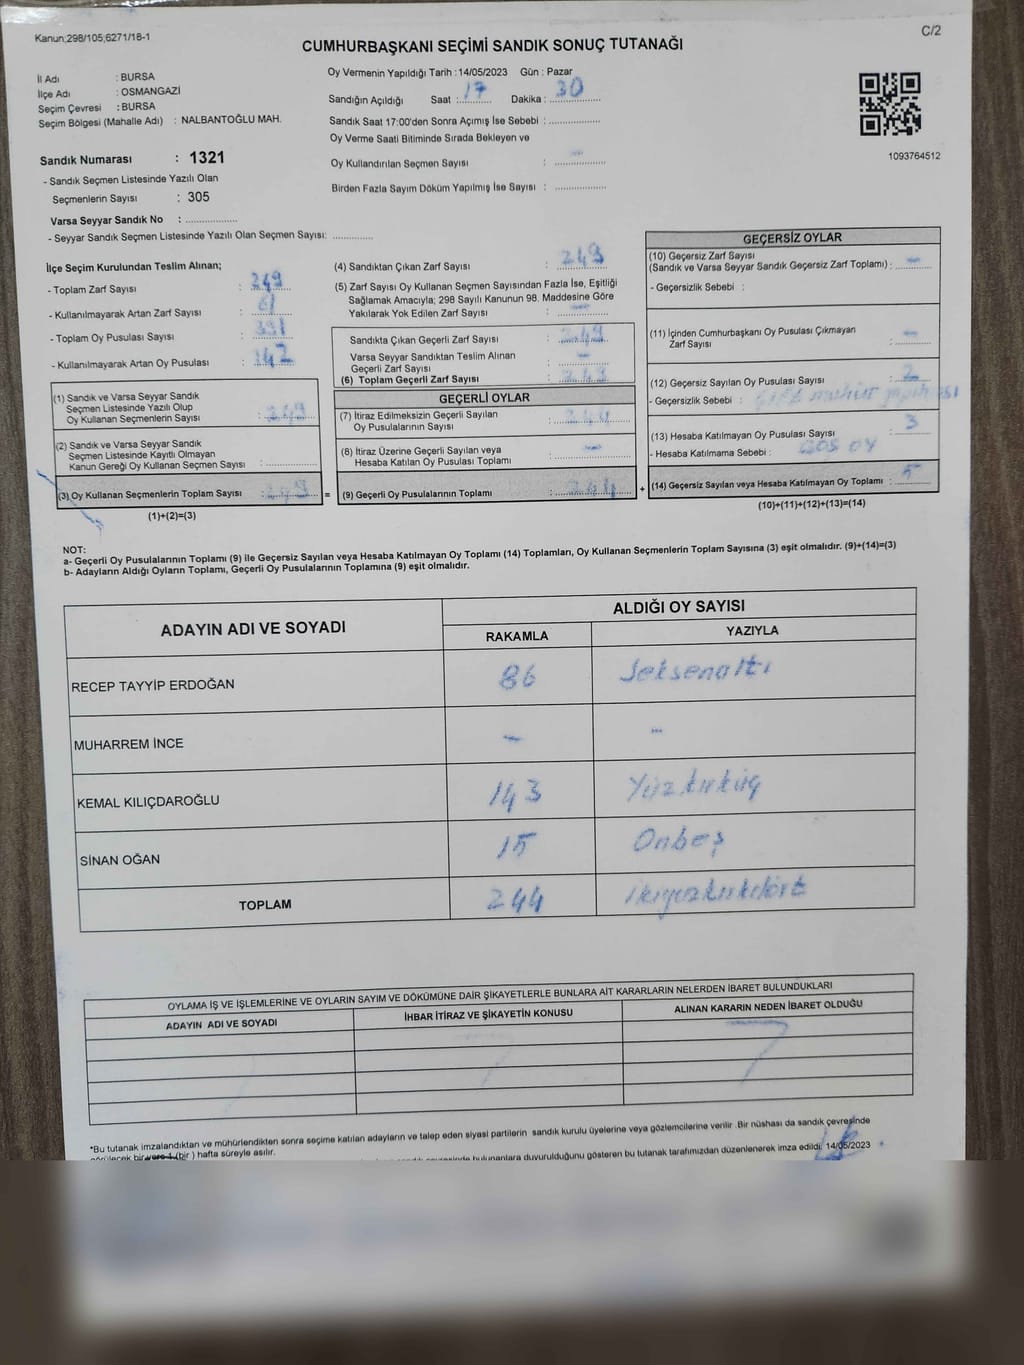 Kanun;298/105;6271/18-1
C/2
CUMHURBAŞKANI SEÇİMİ SANDIK SONUÇ TUTANAĞI
İl Adı : BURSA
İlçe Adı : OSMANGAZİ
Seçim Çevresi : BURSA
Seçim Bölgesi (Mahalle Adı) : NALBANTOĞLU MAH.
Sandık Numarası : 1321
- Sandık Seçmen Listesinde Yazılı Olan
Seçmenlerin Sayısı : 305
Varsa Seyyar Sandık No : ..................
- Seyyar Sandık Seçmen Listesinde Yazılı Olan Seçmen Sayısı: .............
Oy Vermenin Yapıldığı Tarih : 14/05/2023 Gün : Pazar
Sandığın Açıldığı Saat : 17 Dakika : 30
Sandık Saat 17:00'den Sonra Açımış İse Sebebi : ................
Oy Verme Saati Bitiminde Sırada Bekleyen ve
Oy Kullandırılan Seçmen Sayısı : —
Birden Fazla Sayım Döküm Yapılmış İse Sayısı : ................
1093764512
İlçe Seçim Kurulundan Teslim Alınan;
- Toplam Zarf Sayısı : 249
- Kullanılmayarak Artan Zarf Sayısı :
- Toplam Oy Pusulası Sayısı : 391
- Kullanılmayarak Artan Oy Pusulası : 142
(1) Sandık ve Varsa Seyyar Sandık
Seçmen Listesinde Yazılı Olup
Oy Kullanan Seçmenlerin Sayısı : 249
(2) Sandık ve Varsa Seyyar Sandık
Seçmen Listesinde Kayıtlı Olmayan
Kanun Gereği Oy Kullanan Seçmen Sayısı : ................
(3) Oy Kullanan Seçmenlerin Toplam Sayısı : 249 =
(1)+(2)=(3)
(4) Sandıktan Çıkan Zarf Sayısı : 249
(5) Zarf Sayısı Oy Kullanan Seçmen Sayısından Fazla İse, Eşitliği
Sağlamak Amacıyla; 298 Sayılı Kanunun 98. Maddesine Göre
Yakılarak Yok Edilen Zarf Sayısı : —
Sandıkta Çıkan Geçerli Zarf Sayısı : 249
Varsa Seyyar Sandıktan Teslim Alınan
Geçerli Zarf Sayısı : —
(6) Toplam Geçerli Zarf Sayısı : 249
GEÇERLİ OYLAR
(7) İtiraz Edilmeksizin Geçerli Sayılan
Oy Pusulalarının Sayısı : 244
(8) İtiraz Üzerine Geçerli Sayılan veya
Hesaba Katılan Oy Pusulası Toplamı : —
(9) Geçerli Oy Pusulalarının Toplamı : 244 +
GEÇERSİZ OYLAR
(10) Geçersiz Zarf Sayısı
(Sandık ve Varsa Seyyar Sandık Geçersiz Zarf Toplamı) : —
- Geçersizlik Sebebi :
(11) İçinden Cumhurbaşkanı Oy Pusulası Çıkmayan
Zarf Sayısı : —
(12) Geçersiz Sayılan Oy Pusulası Sayısı : 2
- Geçersizlik Sebebi : mühür
(13) Hesaba Katılmayan Oy Pusulası Sayısı : 3
- Hesaba Katılmama Sebebi : OY
(14) Geçersiz Sayılan veya Hesaba Katılmayan Oy Toplamı : 5
(10)+(11)+(12)+(13)=(14)
NOT:
a- Geçerli Oy Pusulalarının Toplamı (9) ile Geçersiz Sayılan veya Hesaba Katılmayan Oy Toplamı (14) Toplamları, Oy Kullanan Seçmenlerin Toplam Sayısına (3) eşit olmalıdır. (9)+(14)=(3)
b- Adayların Aldığı Oyların Toplamı, Geçerli Oy Pusulalarının Toplamına (9) eşit olmalıdır.
ADAYIN ADI VE SOYADI ALDIĞI OY SAYISI
RAKAMLA YAZIYLA
RECEP TAYYİP ERDOĞAN 86 Seksenaltı
MUHARREM İNCE — —
KEMAL KILIÇDAROĞLU 143 Yüzkırküç
SİNAN OĞAN 15 Onbeş
TOPLAM 244 ikiyüzkırkdört
OYLAMA İŞ VE İŞLEMLERİNE VE OYLARIN SAYIM VE DÖKÜMÜNE DAİR ŞİKAYETLERLE BUNLARA AİT KARARLARIN NELERDEN İBARET BULUNDUKLARI
ADAYIN ADI VE SOYADI İHBAR İTİRAZ VE ŞİKAYETİN KONUSU ALINAN KARARIN NEDEN İBARET OLDUĞU
*Bu tutanak imzalandıktan ve mühürlendikten sonra seçime katılan adayların ve talep eden siyasi partilerin sandık kurulu üyelerine veya gözlemcilerine verilir .Bir nüshası da sandık çevresinde
görülecek bir yere 1 (bir ) hafta süreyle asılır.
bulunanlara duyurulduğunu gösteren bu tutanak tarafımızdan düzenlenerek imza edildi. 14/05/2023